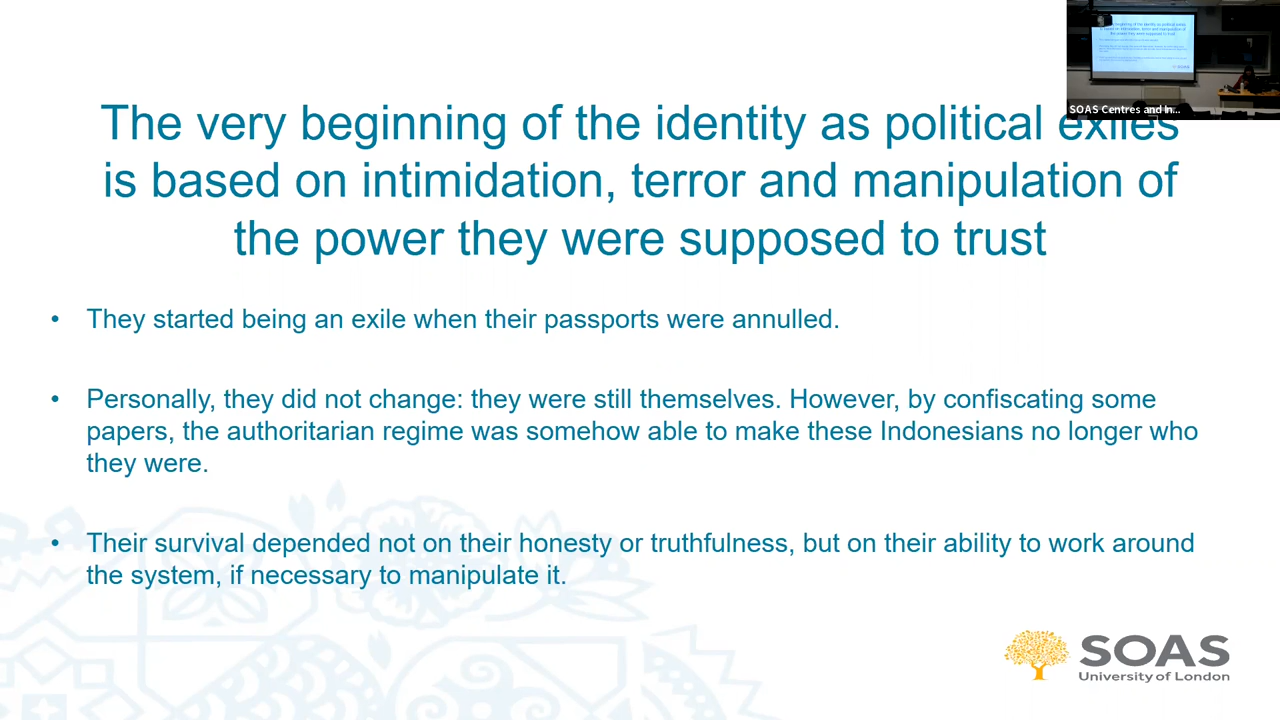 SOAS Centres and In...
The very beginning of the identity as political exiles
is based on intimidation, terror and manipulation of
the power they were supposed to trust
• They started being an exile when their passports were annulled.
• Personally, they did not change: they were still themselves. However, by confiscating some
papers, the authoritarian regime was somehow able to make these Indonesians no longer who
they were.
• Their survival depended not on their honesty or truthfulness, but on their ability to work around
the system, if necessary to manipulate it.
SOAS
University of London